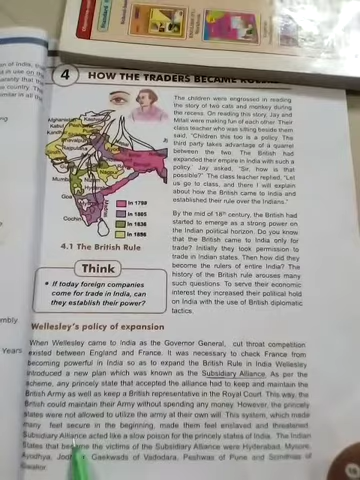 4
HOW THE TRADERS BECAME
The children were engrossed in reading
the story of two cats and monkey during
the recess. On reading this story, Jay and
Mitali were making fun of each other. Their
class teacher who was sitting beside them
said, "Children this too is a policy. The
third party takes advantage of a quarrel
between the two. The British had
expanded their empire in India with such a
policy" Jay asked, "Sir, how is that
possible?" The class teacher replied, "Let
us go to class, and there I will explain
about how the British came to India and
established their rule over the Indians."
By the mid of 18th century, the British had
started to emerge as a strong power on
the Indian political horizon. Do you know
that the British came to India only for
trade? Initially they took permission to
trade in Indian states. Then how did they
become the rulers of entire India? The
history of the British rule arouses many
such questions. To serve their economic
interest they increased their political hold
on India with the use of British diplomatic
tactics.
Kandh
Mumba
Goa
Cochin
in 1798
in 1805
in 1836
in 1856
4.1 The British Rule
Think
• If today foreign companies
come for trade in India, can
they establish their power?
Wellesley's policy of expansion
When Wellesley came to India as the Governor General, cut throat competition
existed between England and France. It was necessary to check France from
becoming powerful in India so as to expand the British Rule in India Wellesley
introduced a new plan which was known as the Subsidiary Alliance. As per the
scheme, any princely state that accepted the alliance had to keep and maintain the
British Army as well as keep a British representative in the Royal Court. This way, the
British could maintain their Army without spending any money. However, the princely
states were not allowed to utilize the army at their own will. This system, which made
many feel secure in the beginning, made them feel enslaved and threatened.
Subsidiary Alliance acted like a slow poison for the princely states of India. The Indian
States that became the victims of the Subsidiary Alliance were Hyderabad, Mysore,
Ayodhya, Gaekwads of Vadodara, Peshwas of Pune and Scindhias of
Gwalior.
Years